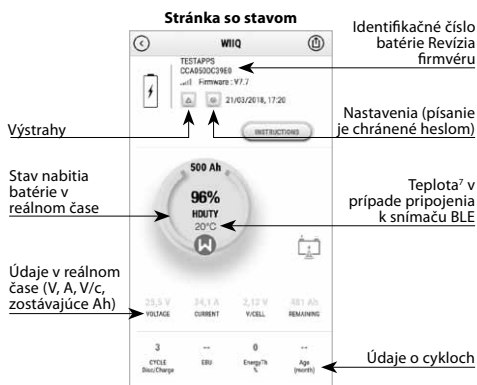 Stránka so stavom
WIIQ
TESTAPPS
CCA050DC39E0
Firmware : V7.7
21/03/2018, 17:20
INSTRUCTIONS
500 Ah
96%
HDUTY
20°C
25,5 V
34,1 A
2,12 V
481 Ah
VOLTAGE
CURRENT
V/CELL
REMAINING
3
--
0
--
CYCLE
Disc/Charge
EBU
EnergyTh
%
Age
(month)
Výstrahy
Stav nabitia
batérie v
reálnom čase
Údaje v reálnom
čase (V, A, V/c,
zostávajúce Ah)
Identifikačné číslo
batérie Revízia
firmvéru
Nastavenia (písanie
je chránené heslom)
Teplota⁷ v
prípade pripojenia
k snímaču BLE
Údaje o cykloch